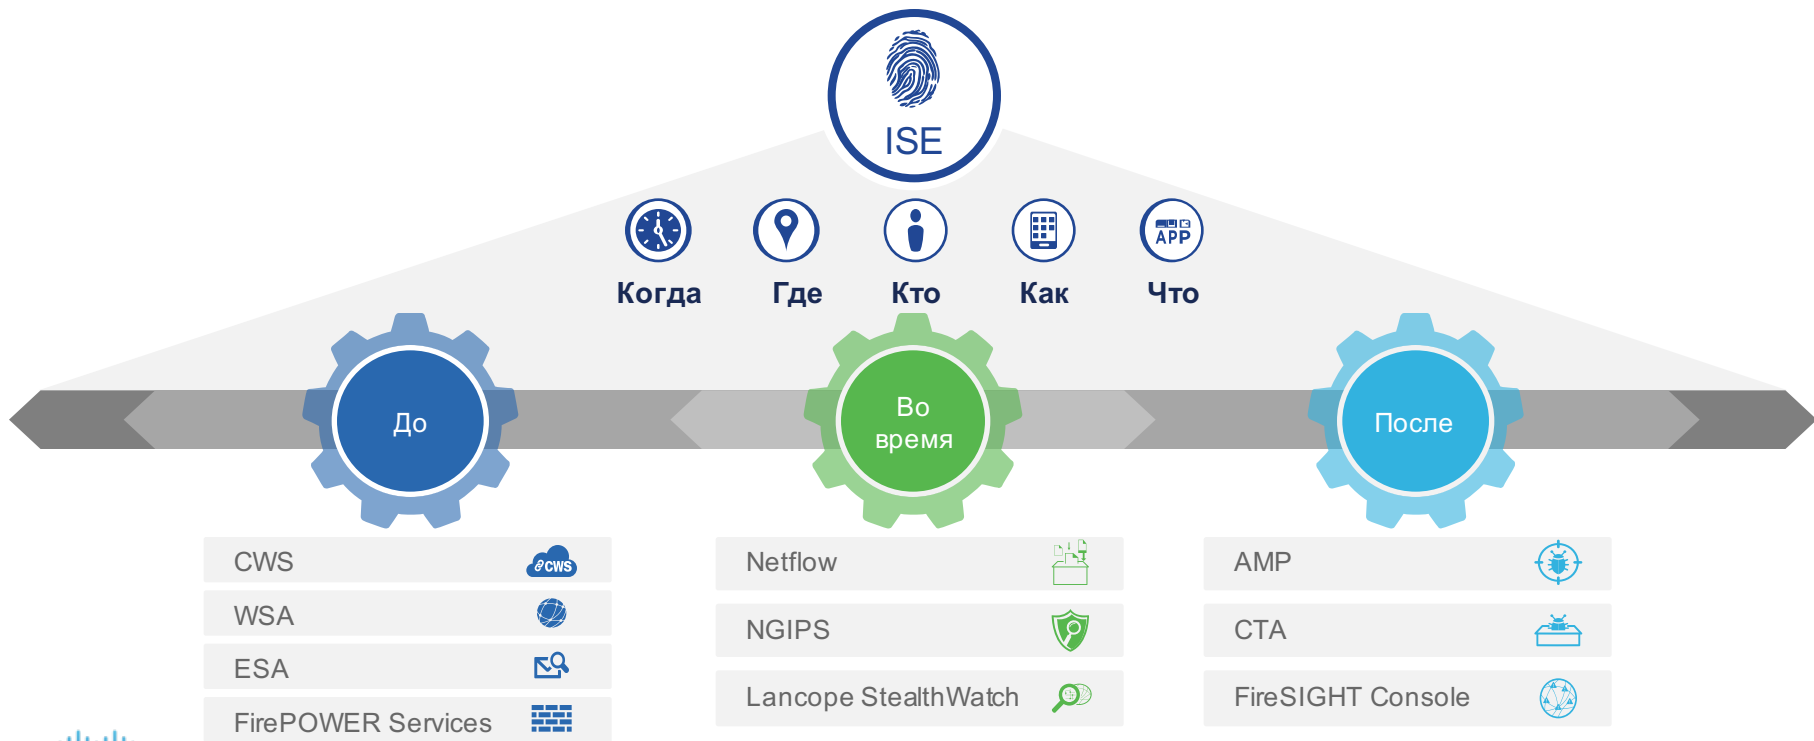 ISE
APP
Когда
Где
Кто
Как
Что
До
Во
время
После
CWS
CWS
WSA
ESA
FirePOWER Services
Netflow
NGIPS
Lancope StealthWatch
AMP
CTA
FireSIGHT Console